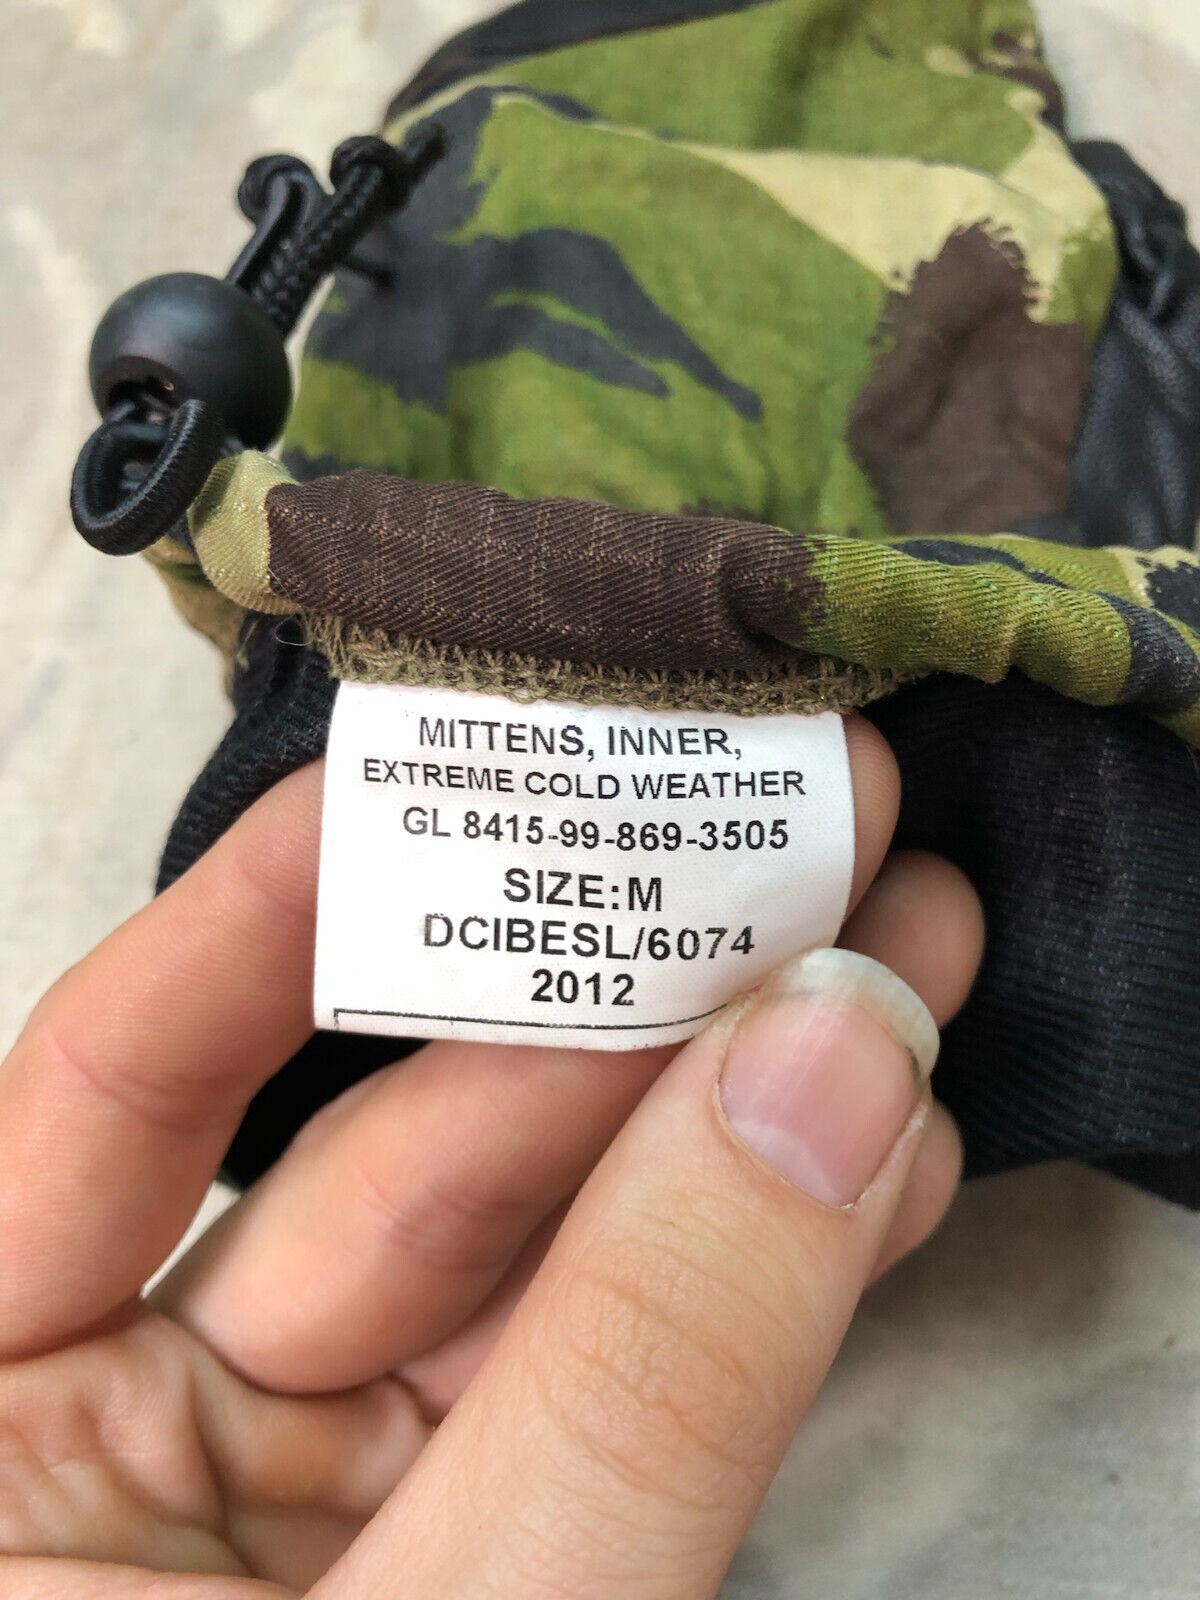 MITTENS, INNER,
EXTREME COLD WEATHER
GL 8415-99-869-3505
SIZE:M
DCIBESL/6074
2012